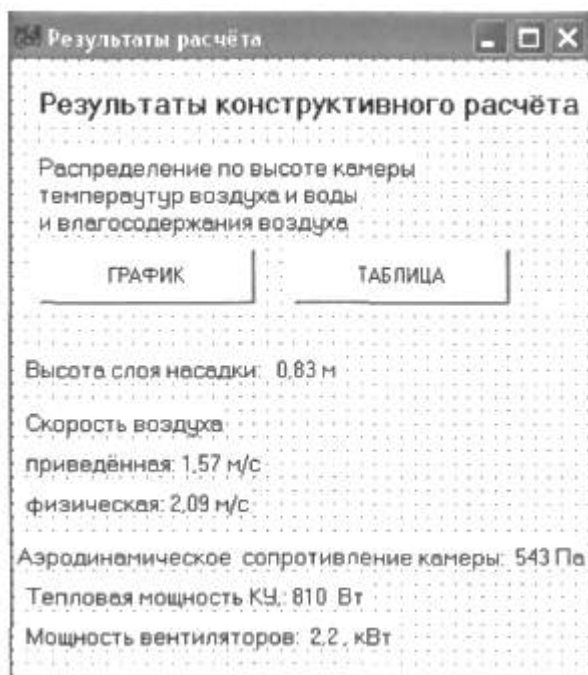 Результаты расчёта
Результаты конструктивного расчёта
Распределение по высоте камеры
темпераутур воздуха и воды
и влагосодержания воздуха
ГРАФИК ТАБЛИЦА
Высота слоя насадки: 0,83 м
Скорость воздуха
приведённая: 1,57 м/с
физическая: 2,09 м/с
Аэродинамическое сопротивление камеры: 543 Па
Тепловая мощность КУ,: 810 Вт
Мощность вентиляторов: 2,2 , кВт